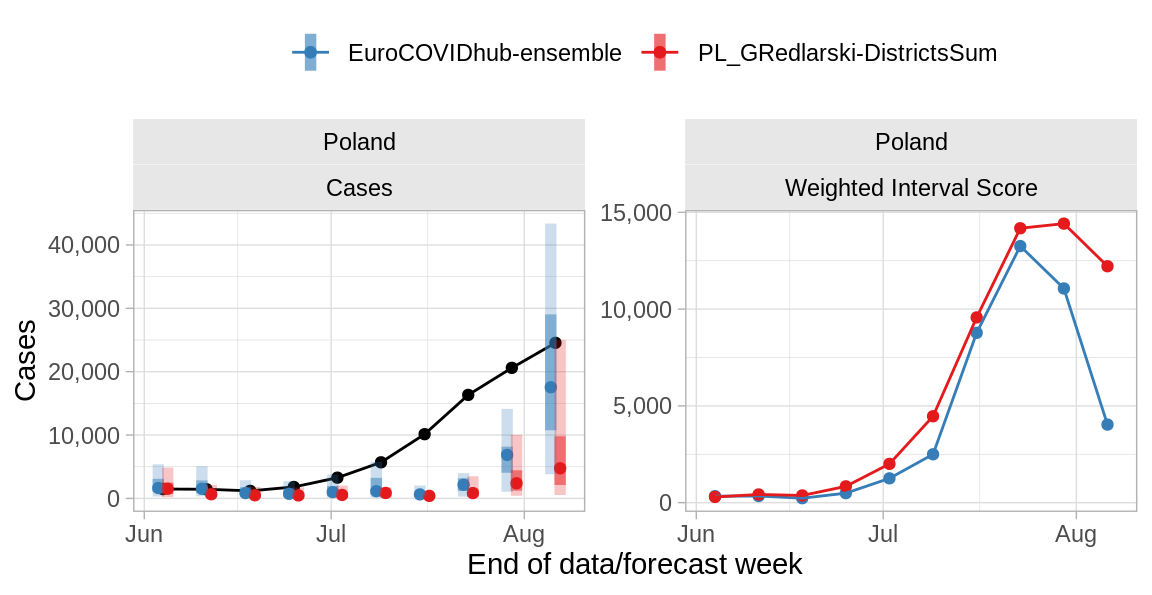 EuroCOVIDhub-ensemble PL_GRedlarski-DistrictsSum
Poland Poland
Cases Weighted Interval Score
Cases
40,000
30,000
20,000
10,000
0
Jun Jul Aug
15,000
10,000
5,000
0
Jun Jul Aug
End of data/forecast week